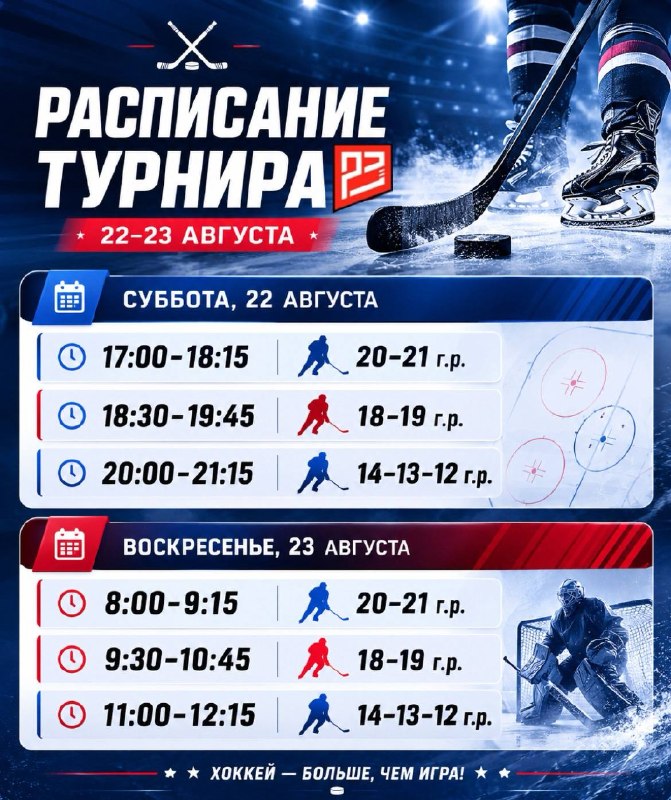 РАСПИСАНИЕ
ТУРНИРА
22–23 АВГУСТА
СУББОТА, 22 АВГУСТА
17:00–18:15 20–21 г.р.
18:30–19:45 18–19 г.р.
20:00–21:15 14–13–12 г.р.
ВОСКРЕСЕНЬЕ, 23 АВГУСТА
8:00–9:15 20–21 г.р.
9:30–10:45 18–19 г.р.
11:00–12:15 14–13–12 г.р.
ХОККЕЙ — БОЛЬШЕ, ЧЕМ ИГРА!